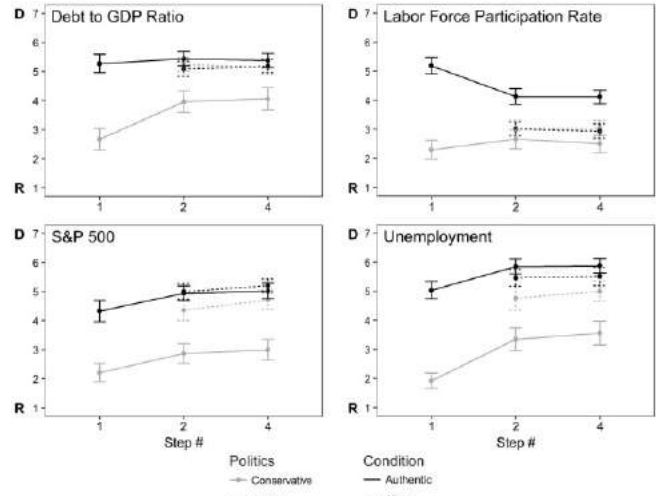 Debt to GDP Ratio
D 7 6 5 4 3 2 R 1
1 2 4
Labor Force Participation Rate
D 7 6 5 4 3 2 R 1
1 2 4
S&P 500
D 7 6 5 4 3 2 R 1
1 2 4
Step #
Unemployment
D 7 6 5 4 3 2 R 1
1 2 4
Step #
Politics Condition
Conservative Authentic